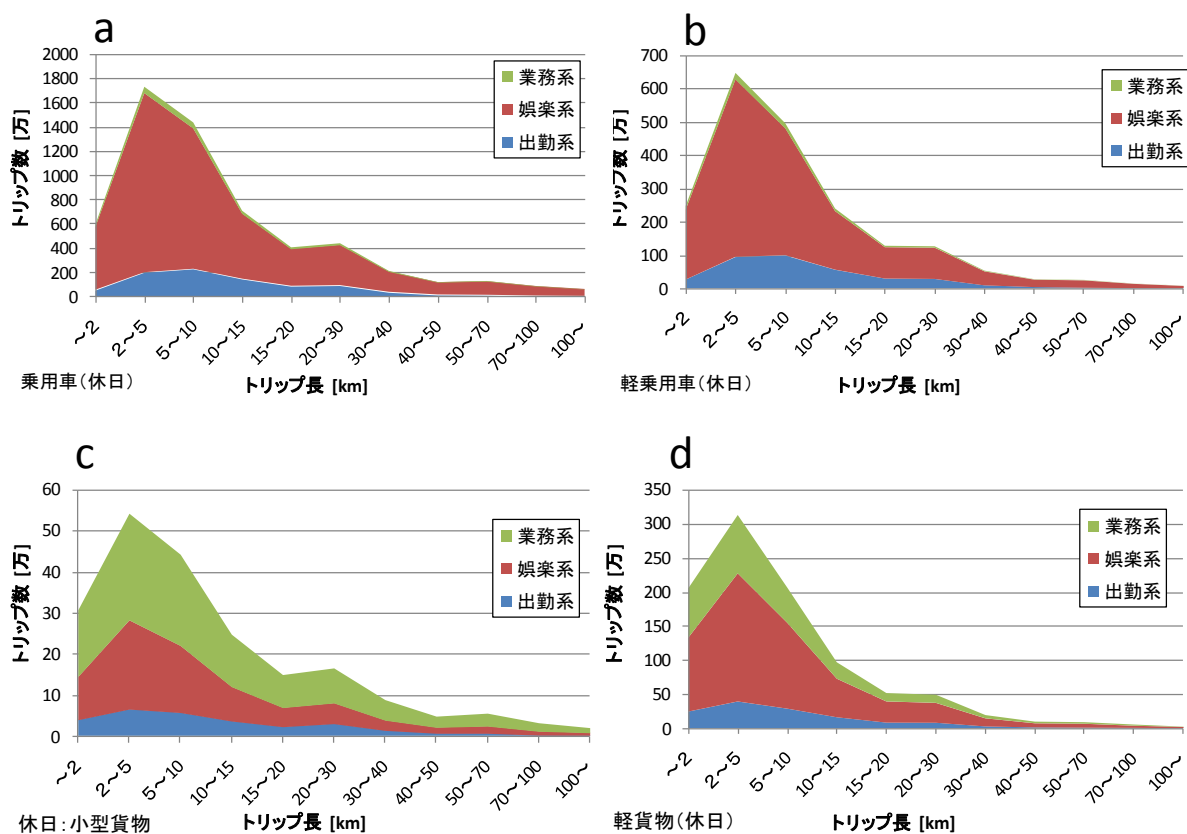 a
2000
1800
1600
1400
1200
1000
800
600
400
200
0
トリップ数 [万]
業務系
娯楽系
出勤系
～2
2～5
5～10
10～15
15～20
20～30
30～40
40～50
50～70
70～100
100～
乗用車(休日)
トリップ長 [km]
b
700
600
500
400
300
200
100
0
トリップ数 [万]
業務系
娯楽系
出勤系
～2
2～5
5～10
10～15
15～20
20～30
30～40
40～50
50～70
70～100
100～
軽乗用車(休日)
トリップ長 [km]
c
60
50
40
30
20
10
0
トリップ数 [万]
業務系
娯楽系
出勤系
～2
2～5
5～10
10～15
15～20
20～30
30～40
40～50
50～70
70～100
100～
休日:小型貨物
トリップ長 [km]
d
350
300
250
200
150
100
50
0
トリップ数 [万]
業務系
娯楽系
出勤系
～2
2～5
5～10
10～15
15～20
20～30
30～40
40～50
50～70
70～100
100～
軽貨物(休日)
トリップ長 [km]